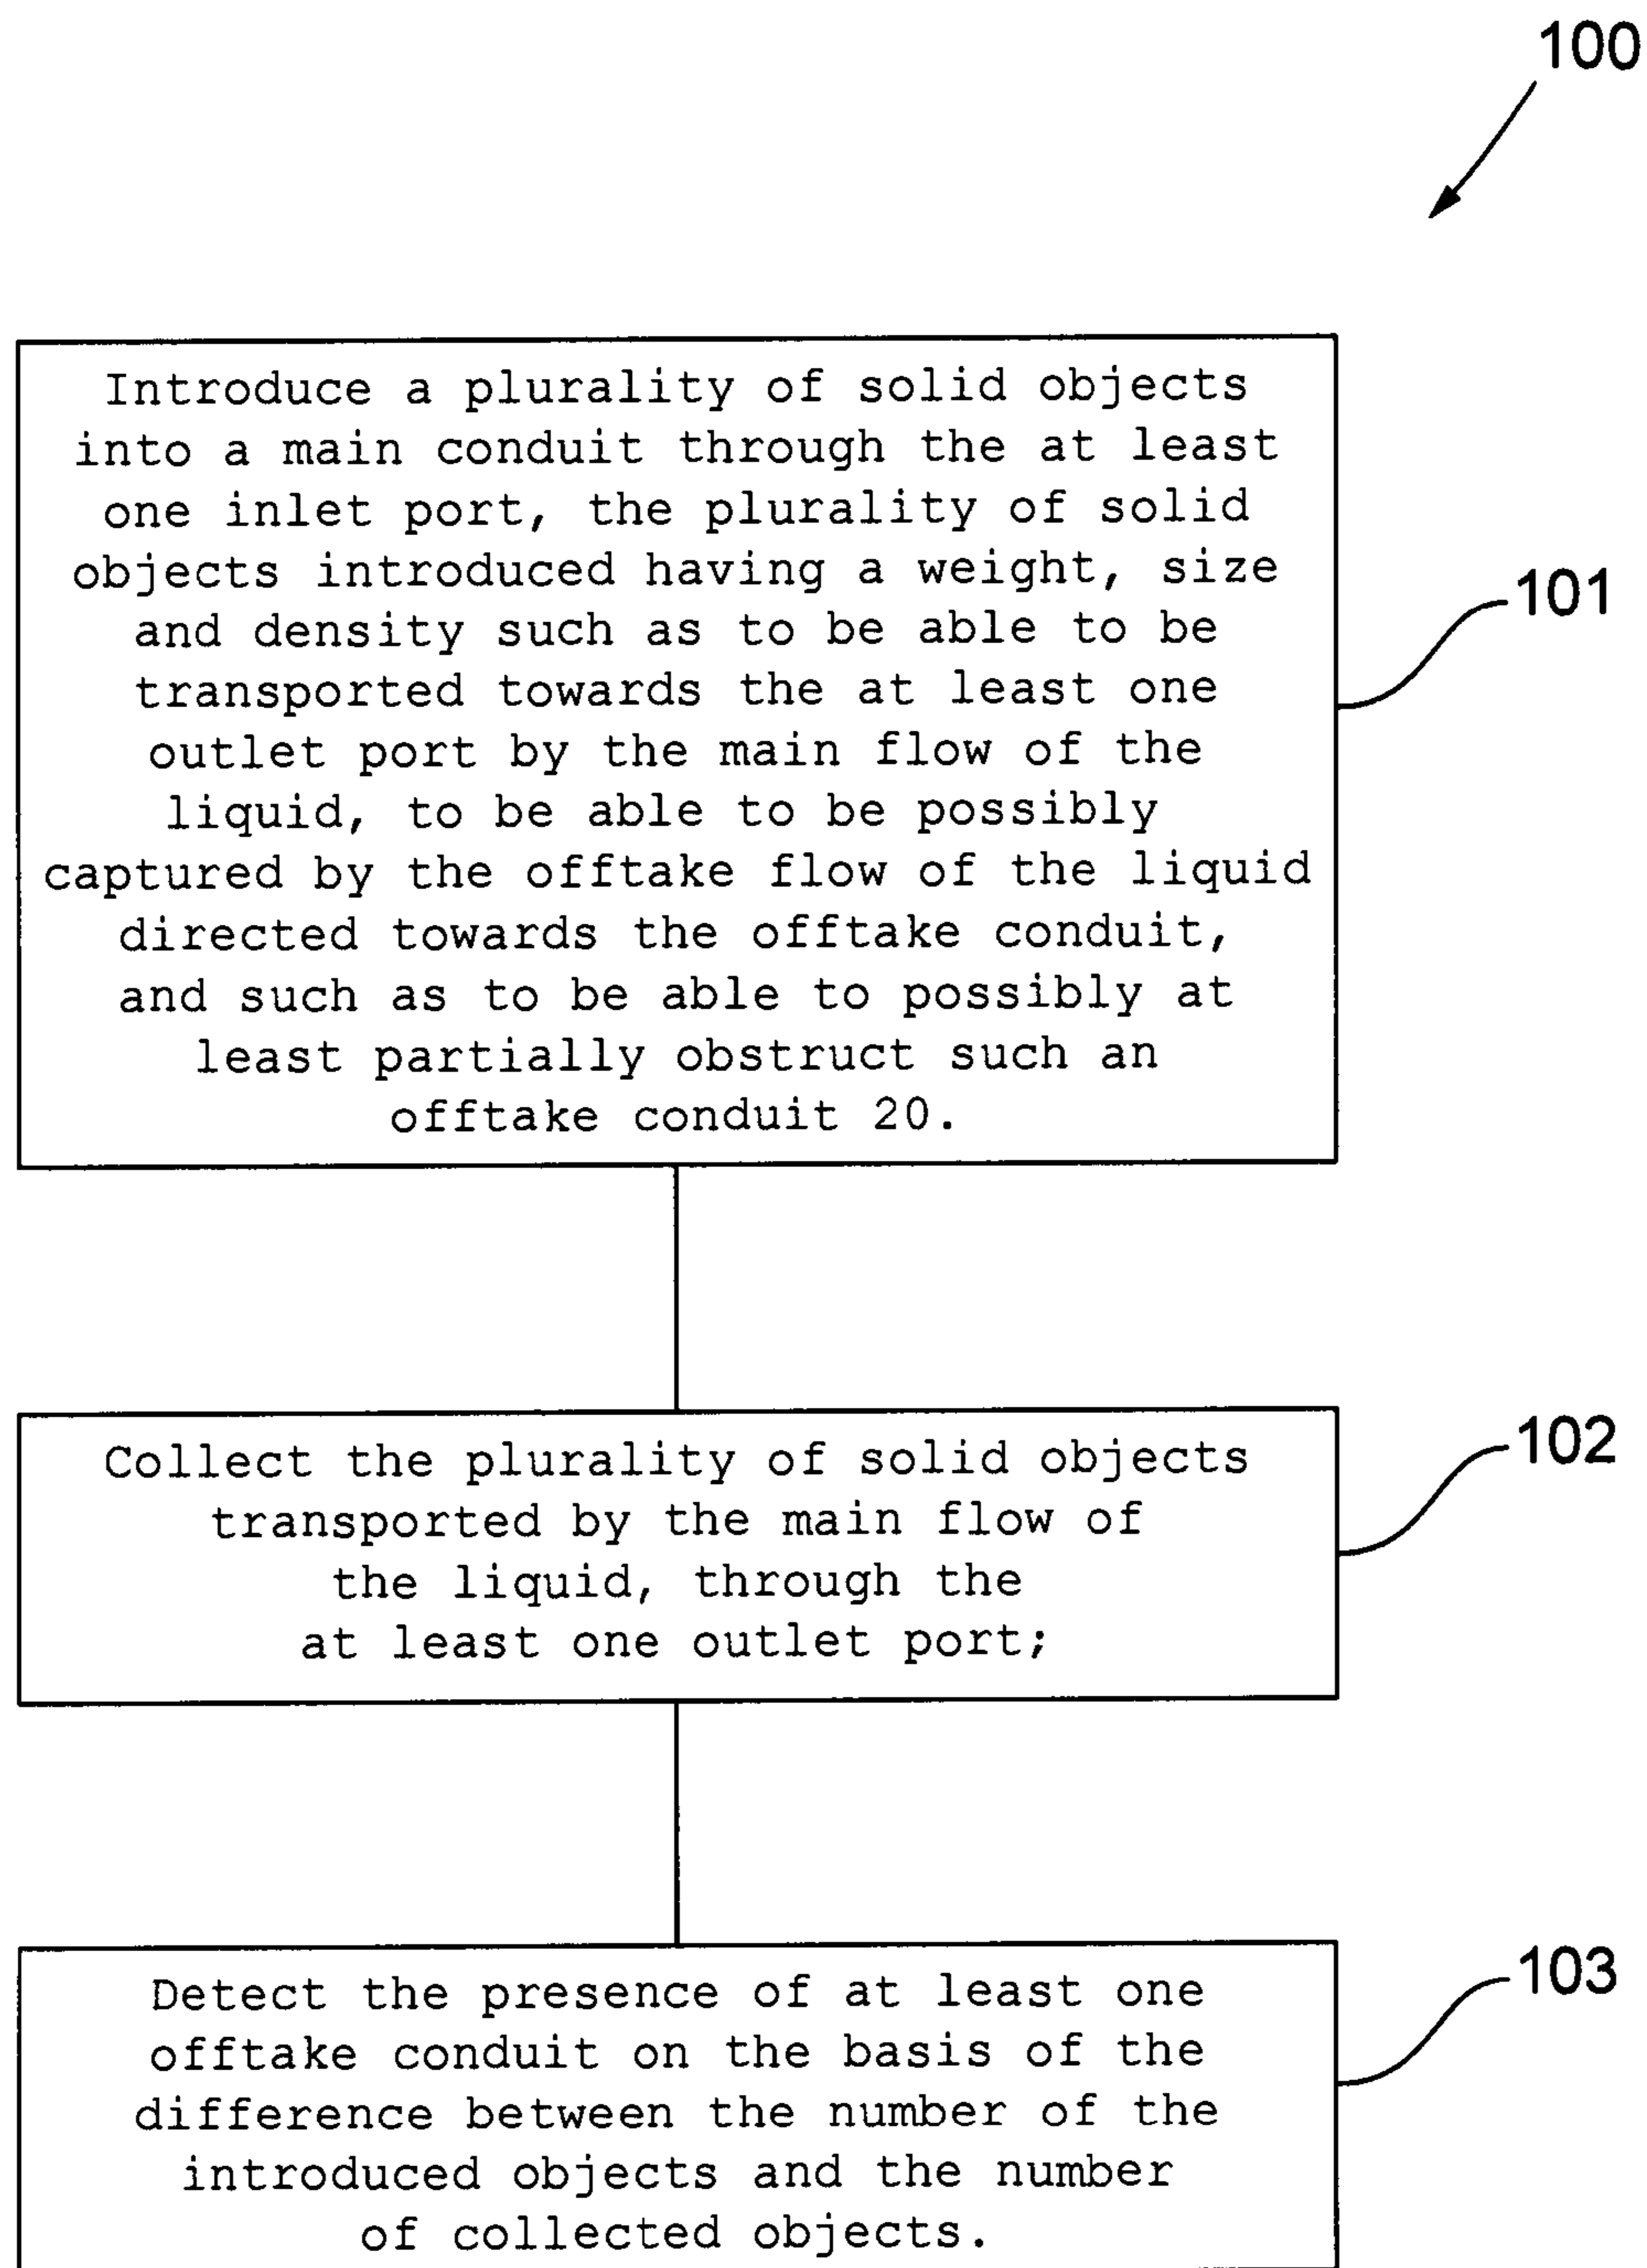 100
Introduce a plurality of solid objects
into a main conduit through the at least
one inlet port, the plurality of solid
objects introduced having a weight, size
and density such as to be able to be
transported towards the at least one
outlet port by the main flow of the
liquid, to be able to be possibly
captured by the offtake flow of the liquid
directed towards the offtake conduit,
and such as to be able to possibly at
least partially obstruct such an
offtake conduit 20.
101
Collect the plurality of solid objects
transported by the main flow of
the liquid, through the
at least one outlet port;
102
Detect the presence of at least one
offtake conduit on the basis of the
difference between the number of the
introduced objects and the number
of collected objects.
103